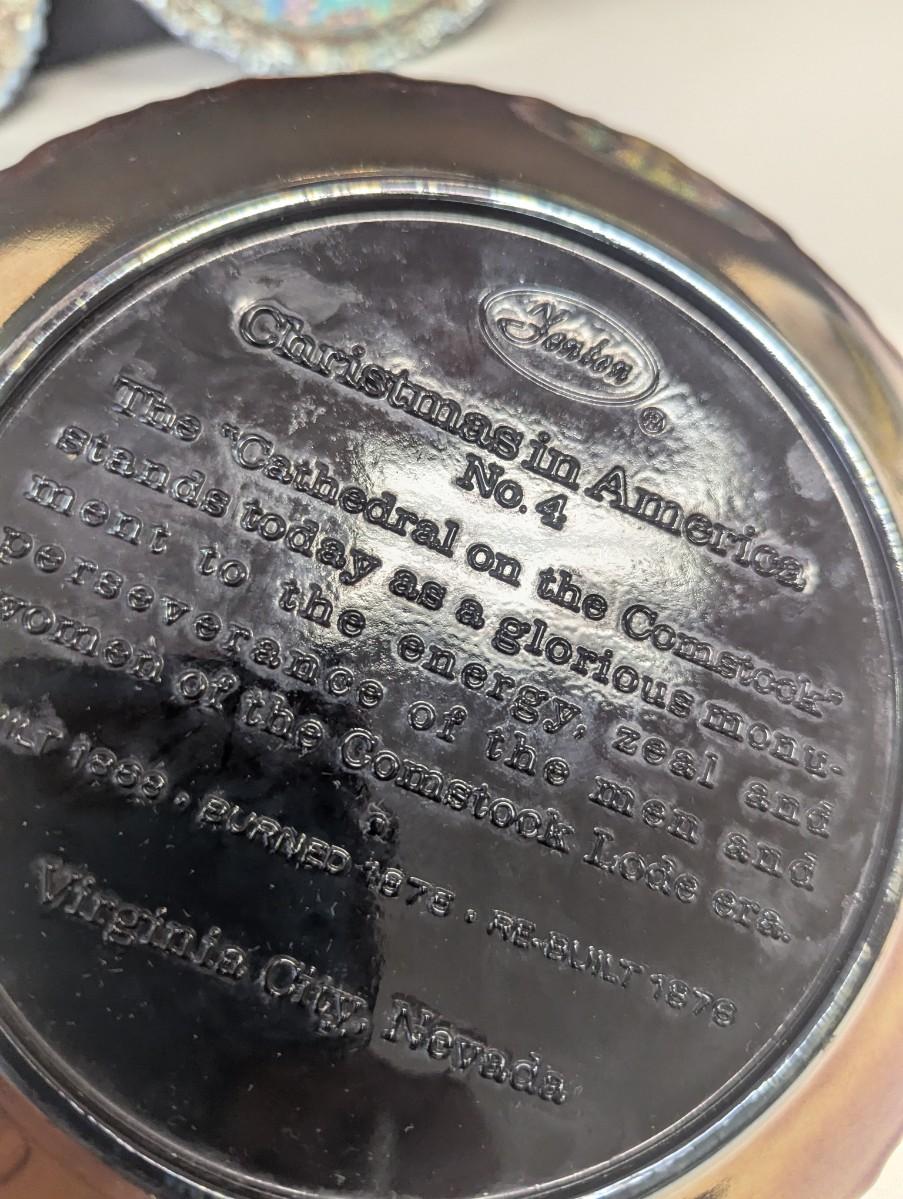 Fenton ®
Christmas in America
No. 4
The "Cathedral on the Comstock"
stands today as a glorious monu-
ment to the energy, zeal and
perseverance of the men and
women of the Comstock Lode era.
1868 • BURNED 1875 • RE-BUILT 1876
Virginia City, Nevada